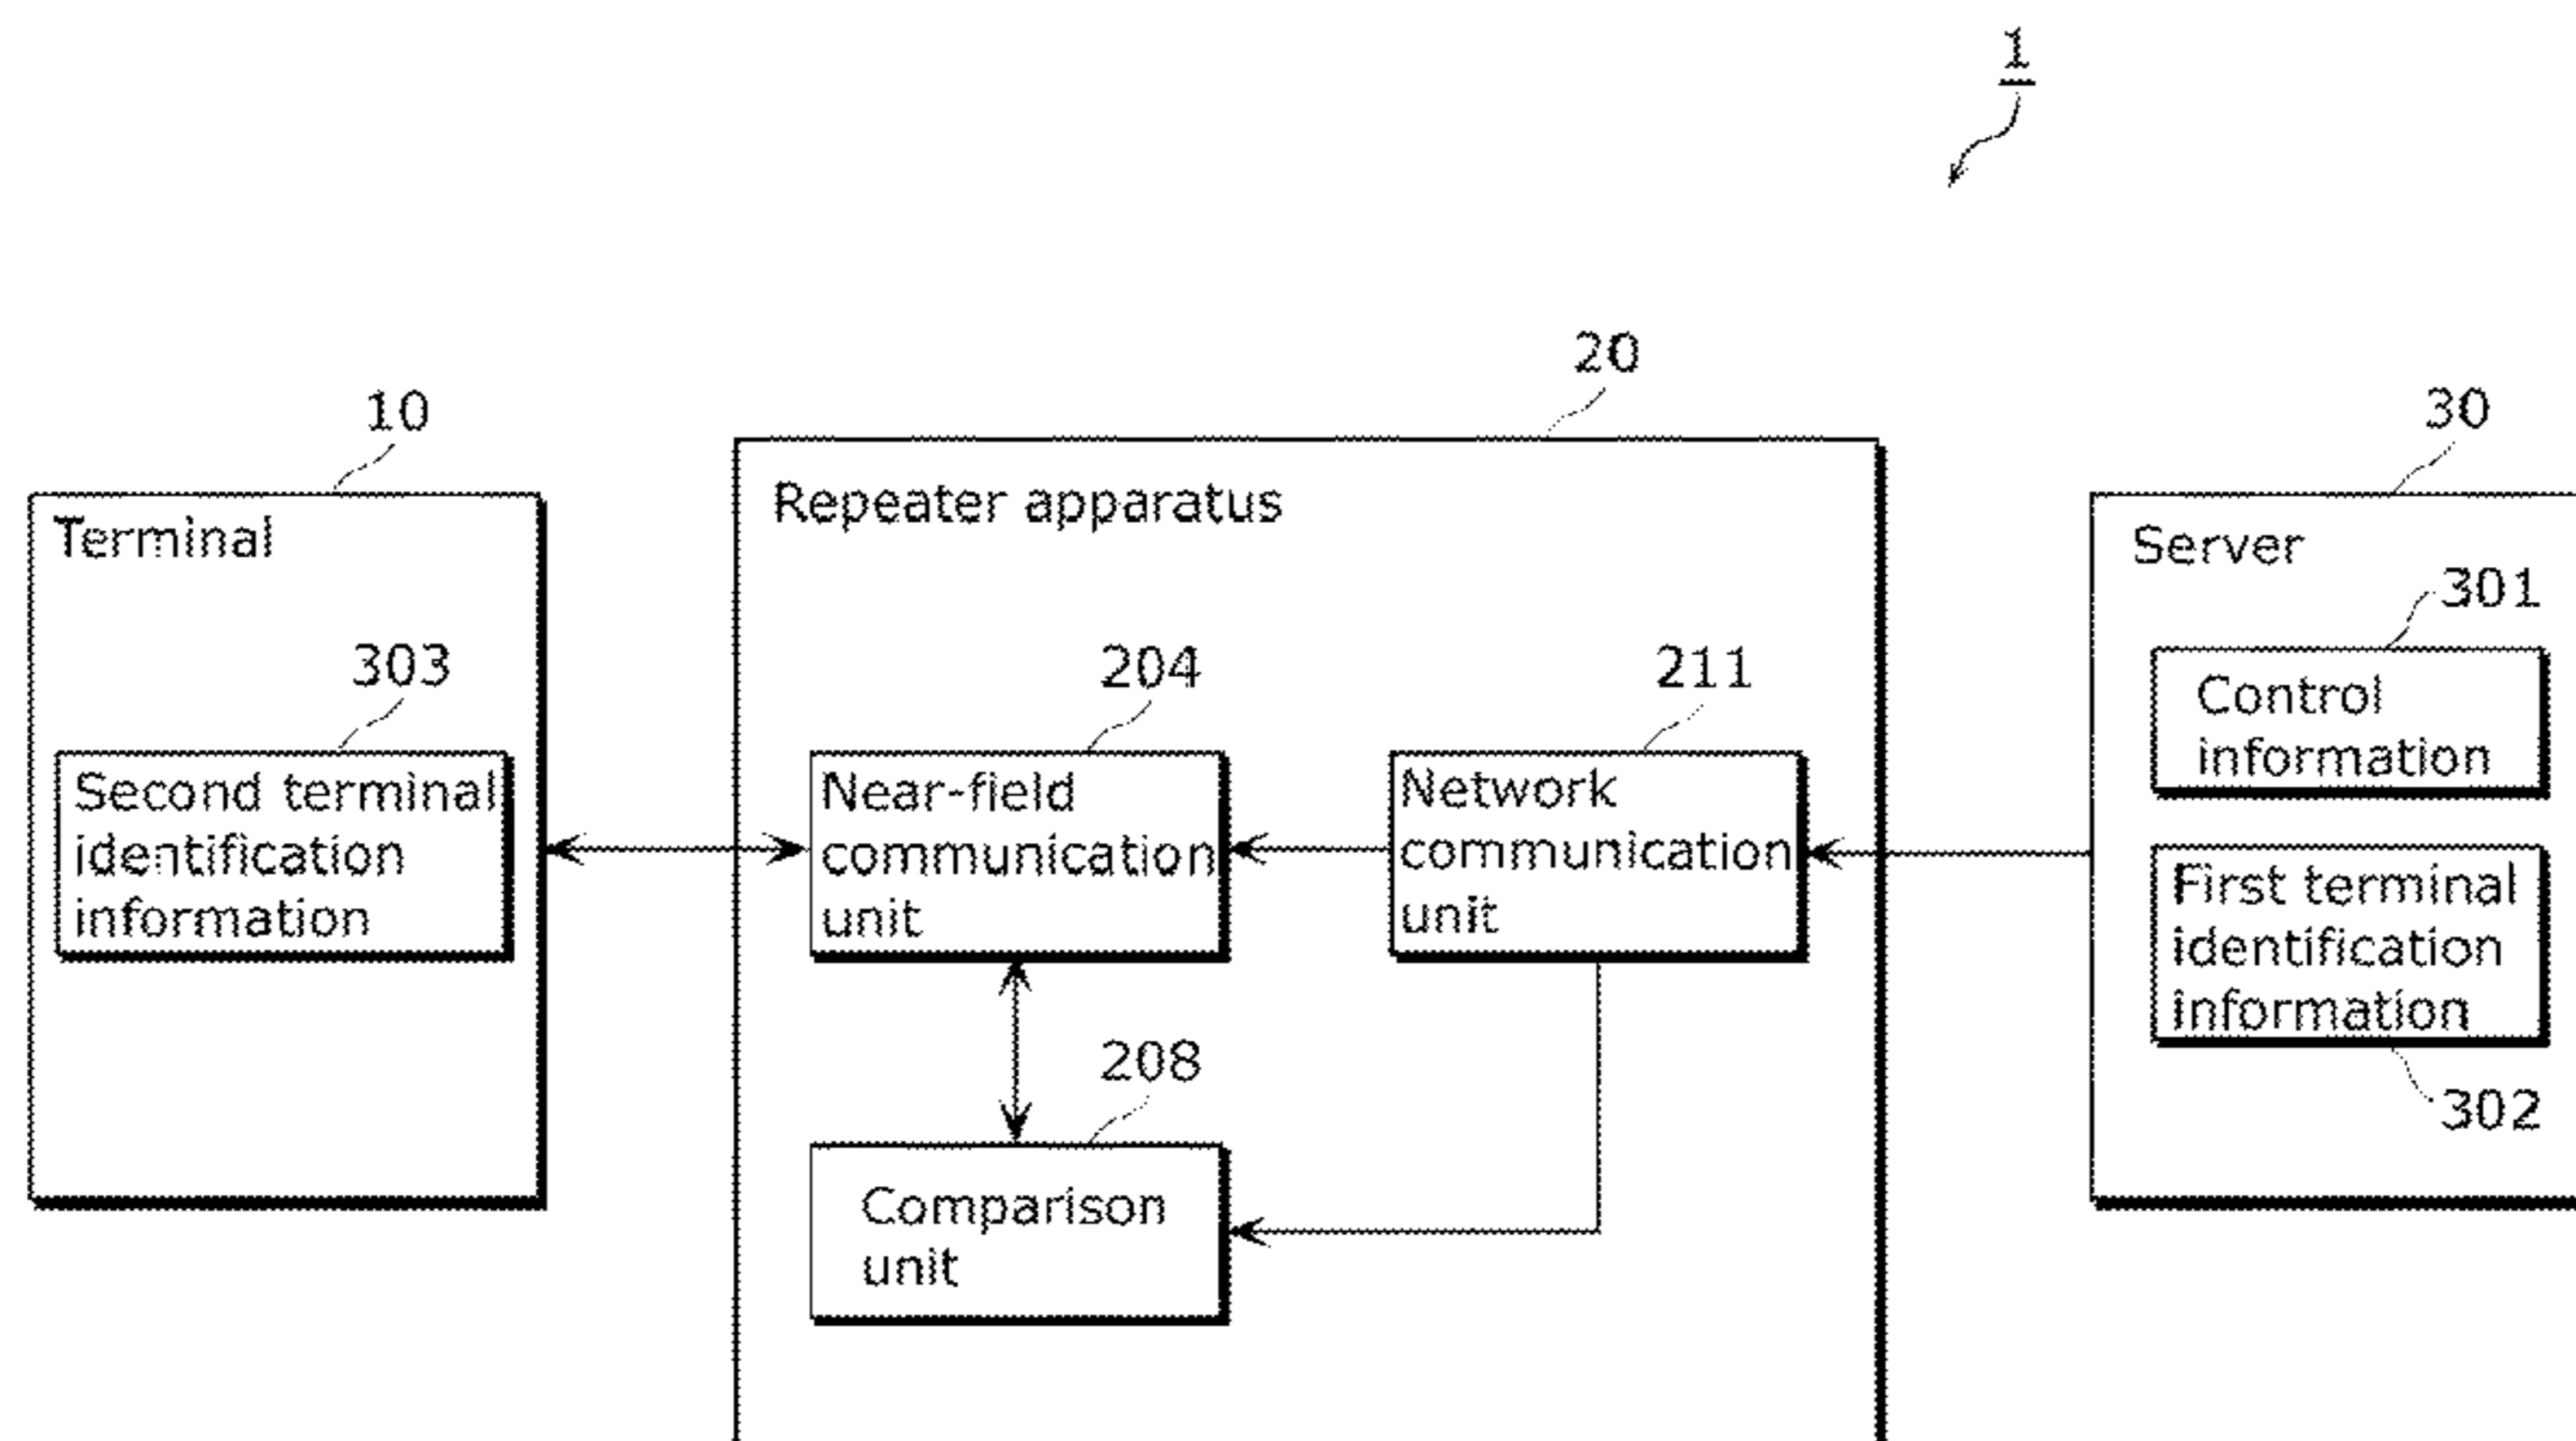 1
20
10
30
Terminal
Repeater apparatus
Server
301
303
204
211
Control
information
Second terminal
identification
information
Near-field
communication
unit
Network
communication
unit
First terminal
identification
information
208
302
Comparison
unit